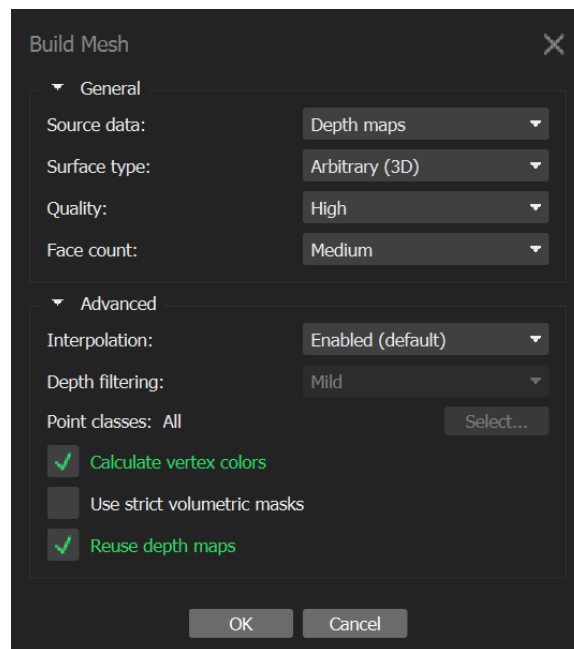 Build Mesh
General
Source data: Depth maps
Surface type: Arbitrary (3D)
Quality: High
Face count: Medium
Advanced
Interpolation: Enabled (default)
Depth filtering: Mild
Point classes: All Select...
Calculate vertex colors
Use strict volumetric masks
Reuse depth maps
OK Cancel